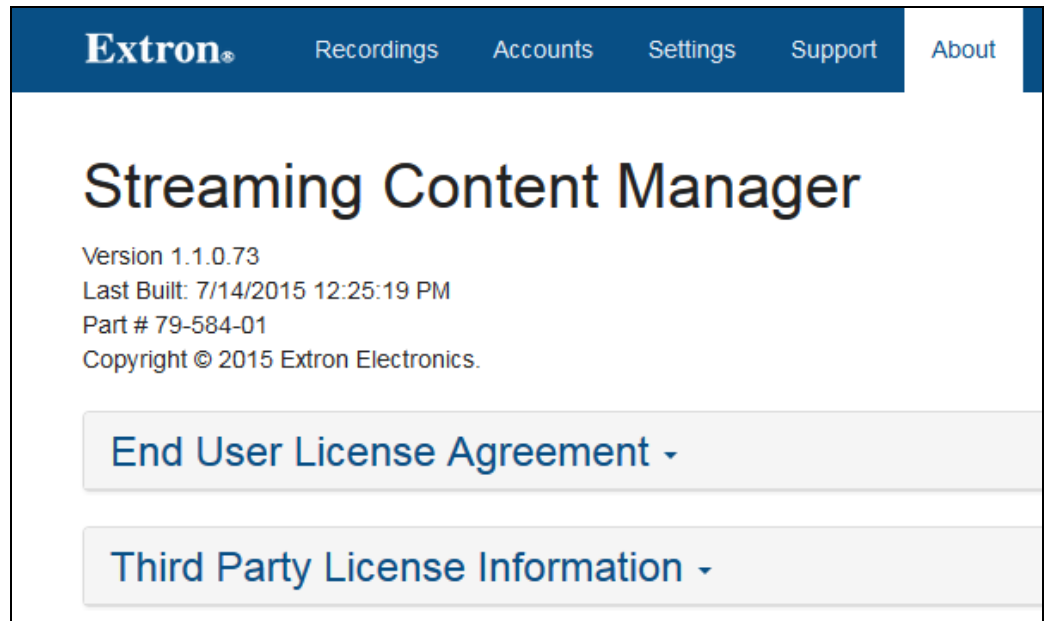 Extron® Recordings Accounts Settings Support About
Streaming Content Manager
Version 1.1.0.73
Last Built: 7/14/2015 12:25:19 PM
Part # 79-584-01
Copyright © 2015 Extron Electronics.
End User License Agreement
Third Party License Information